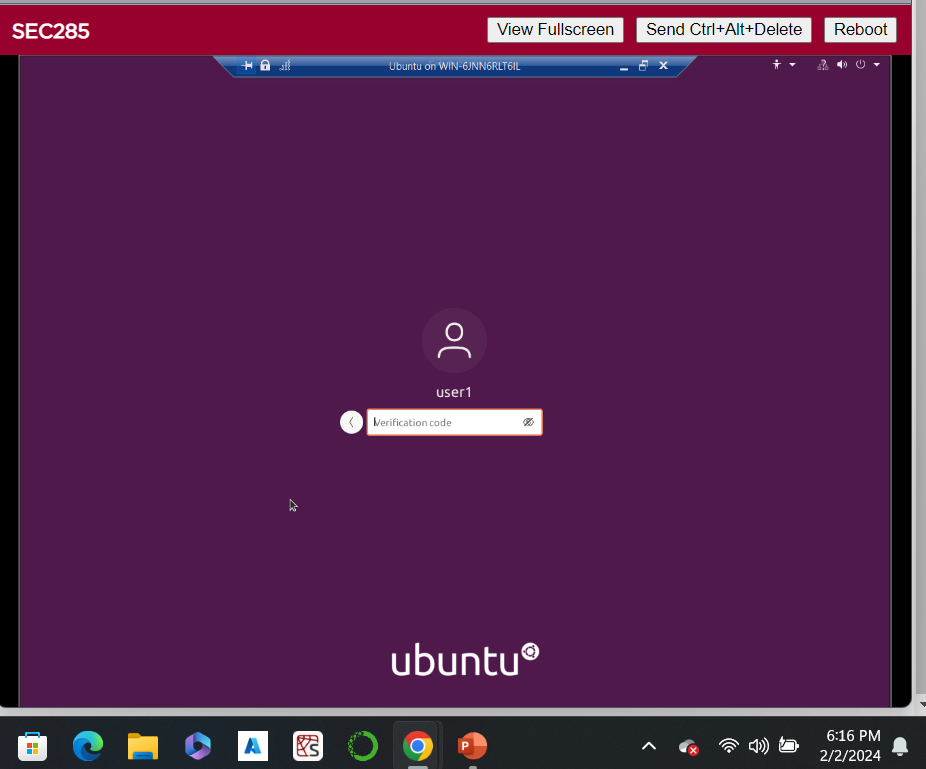 SEC285
View Fullscreen
Send Ctrl+Alt+Delete
Reboot
Ubuntu on WIN-6JNN6RLT6IL
user1
Verification code
ubuntu
6:16 PM
2/2/2024